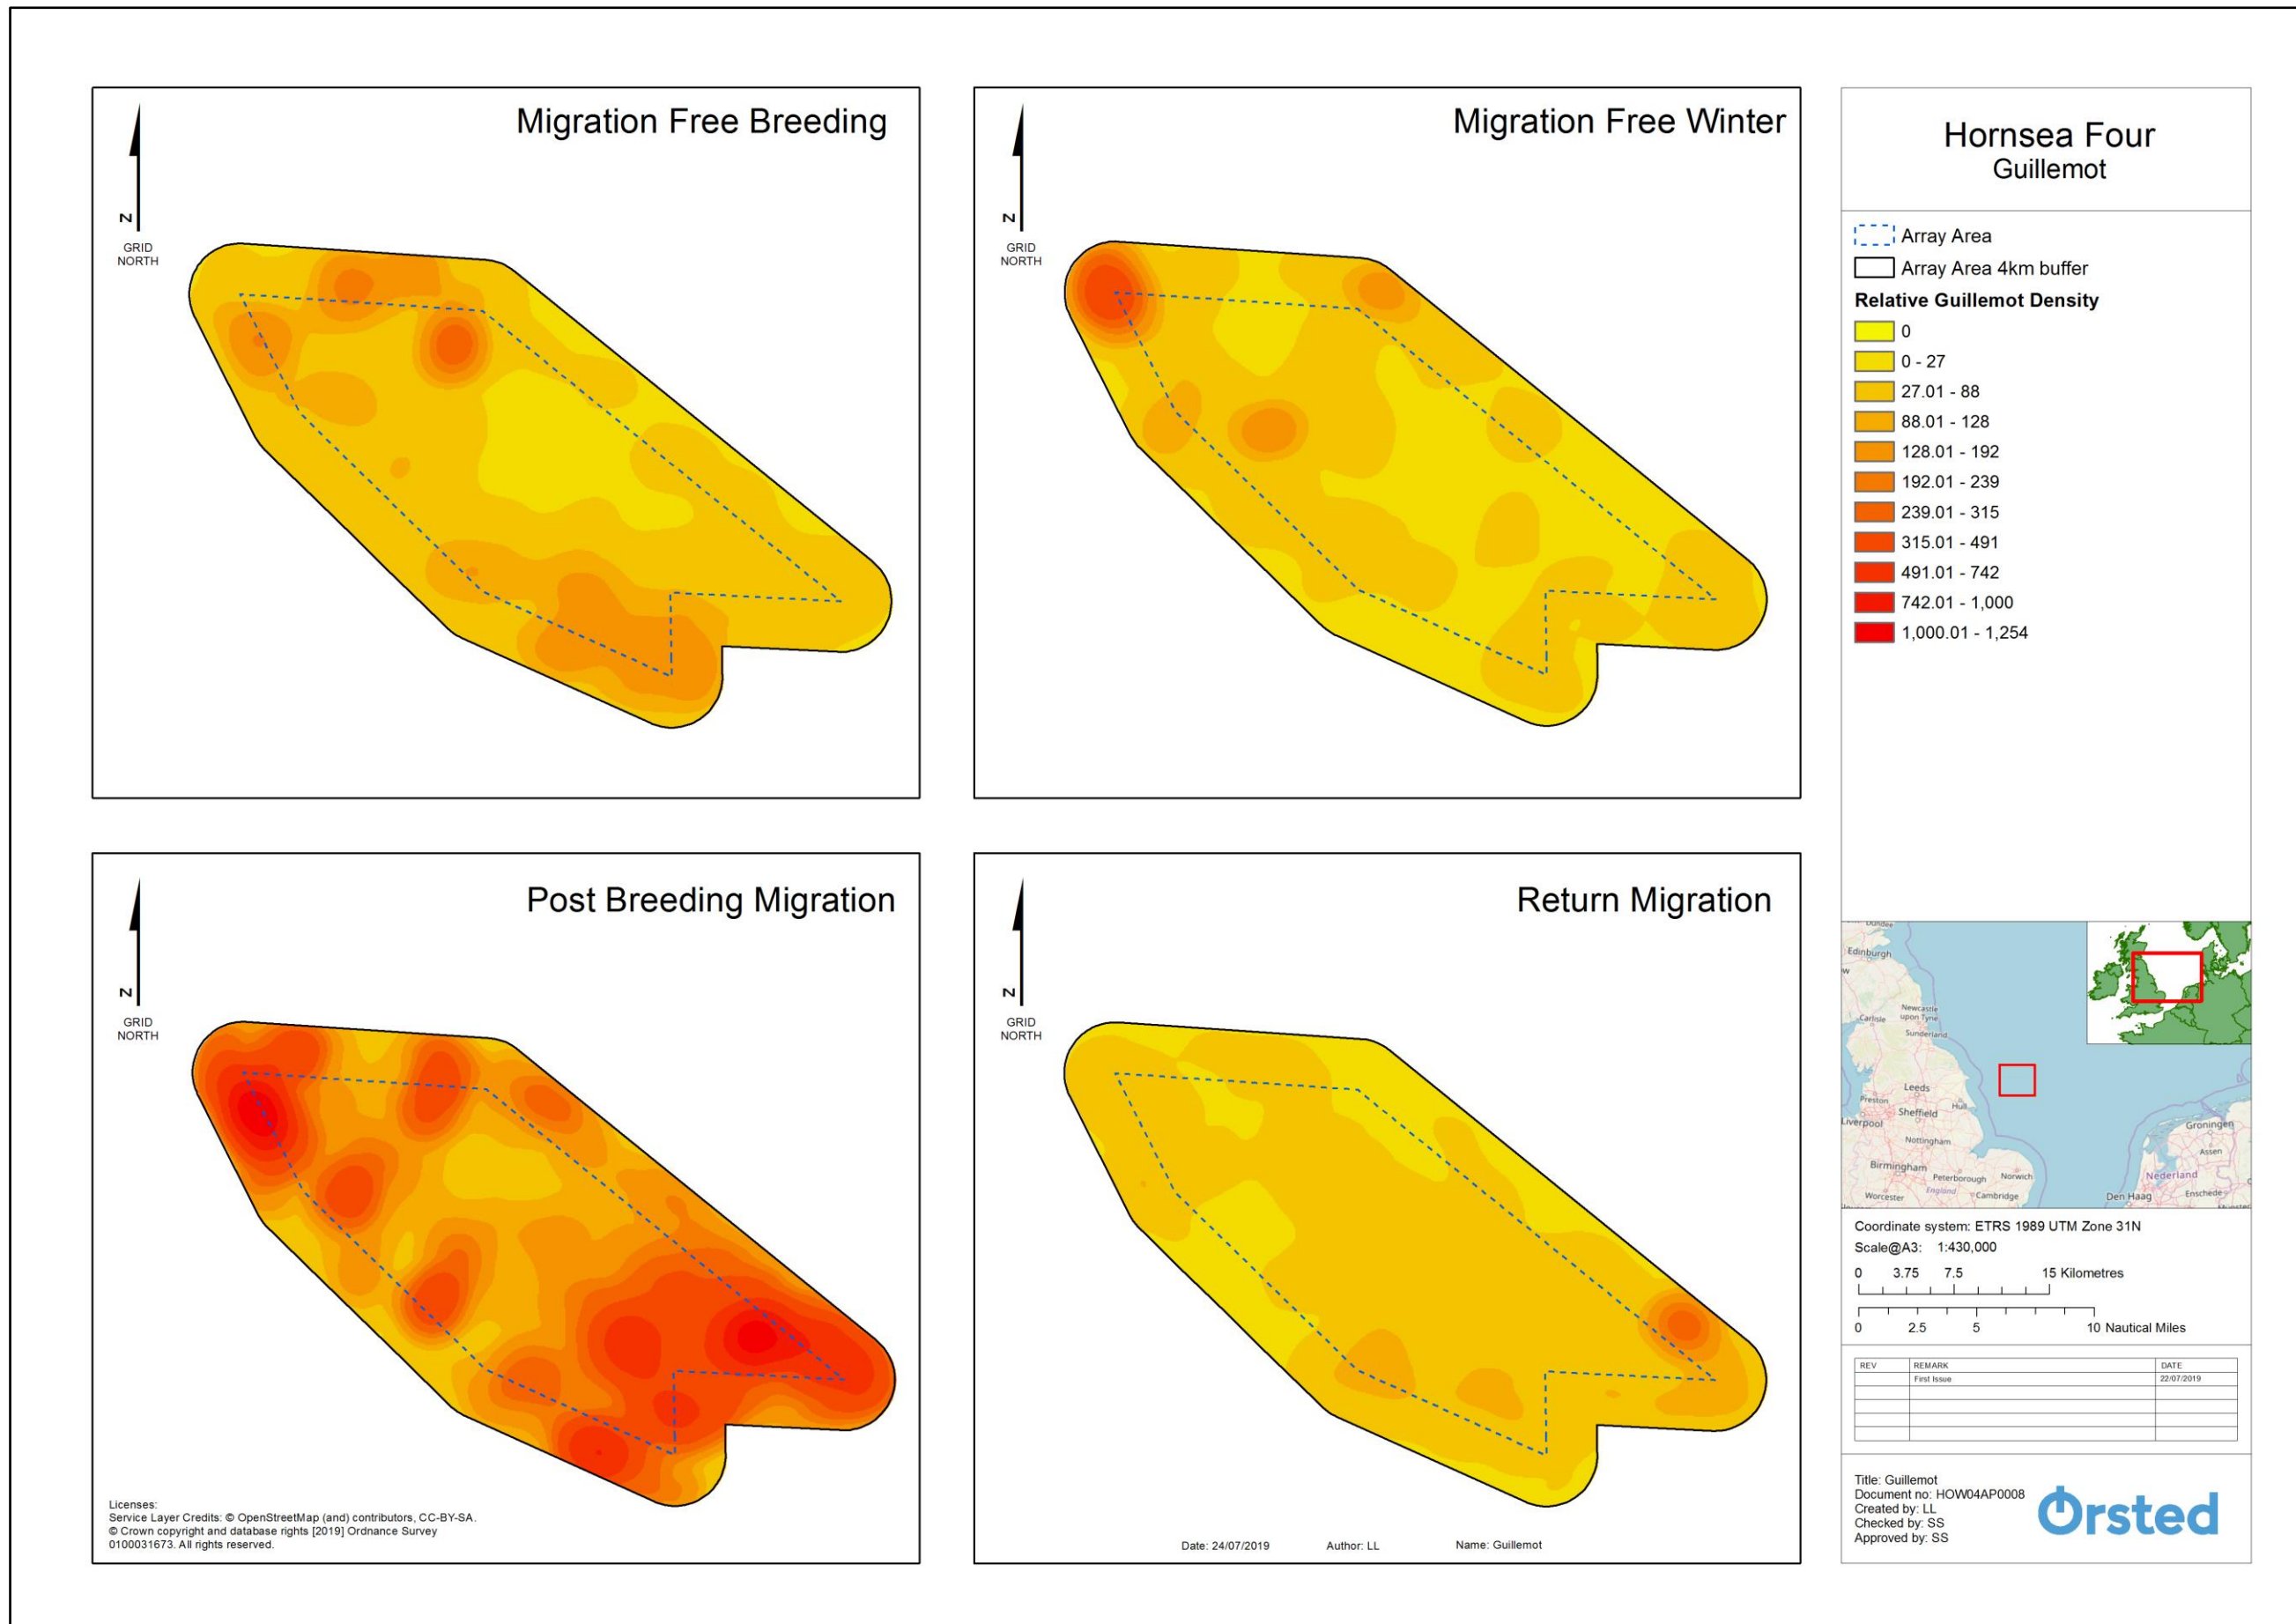 Migration Free Breeding
N
GRID
NORTH
Migration Free Winter
N
GRID
NORTH
Post Breeding Migration
N
GRID
NORTH
Licenses:
Service Layer Credits: © OpenStreetMap (and) contributors, CC-BY-SA.
© Crown copyright and database rights [2019] Ordnance Survey
0100031673. All rights reserved.
Return Migration
N
GRID
NORTH
Date: 24/07/2019 Author: LL Name: Guillemot
Hornsea Four
Guillemot
Array Area
Array Area 4km buffer
Relative Guillemot Density
0
0 - 27
27.01 - 88
88.01 - 128
128.01 - 192
192.01 - 239
239.01 - 315
315.01 - 491
491.01 - 742
742.01 - 1,000
1,000.01 - 1,254
Dundee
Edinburgh
Newcastle
upon Tyne
Carlisle
Sunderland
Leeds
Preston
Hull
Sheffield
Liverpool
Nottingham
Birmingham
Peterborough
Norwich
Worcester
England
Cambridge
Groningen
Assen
Nederland
Den Haag
Enschede
Coordinate system: ETRS 1989 UTM Zone 31N
Scale@A3: 1:430,000
0 3.75 7.5 15 Kilometres
0 2.5 5 10 Nautical Miles
REV REMARK DATE
First Issue 22/07/2019
Title: Guillemot
Document no: HOW04AP0008
Created by: LL
Checked by: SS
Approved by: SS
Ørsted